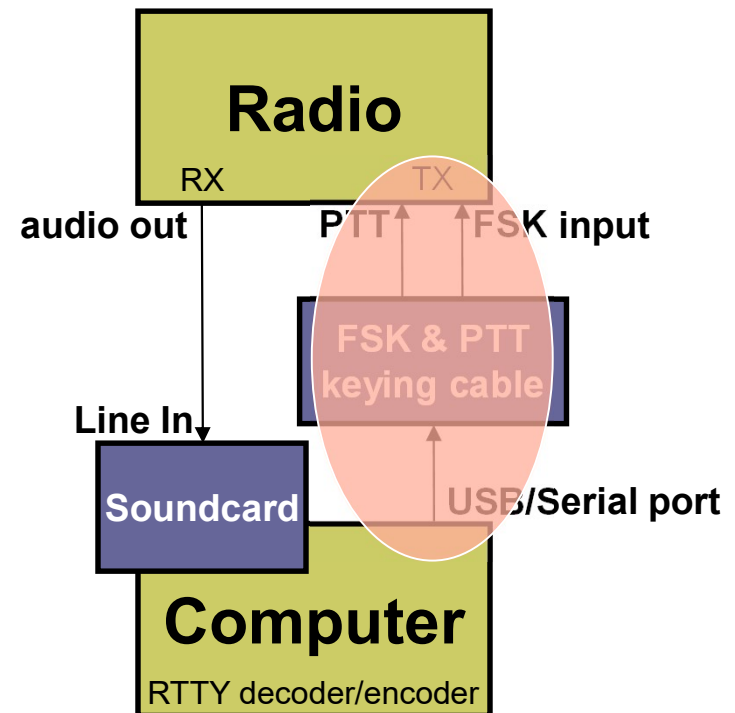 Radio
RX
TX
audio out
PTT
FSK input
FSK & PTT
keying cable
Line In
Soundcard
USB/Serial port
Computer
RTTY decoder/encoder